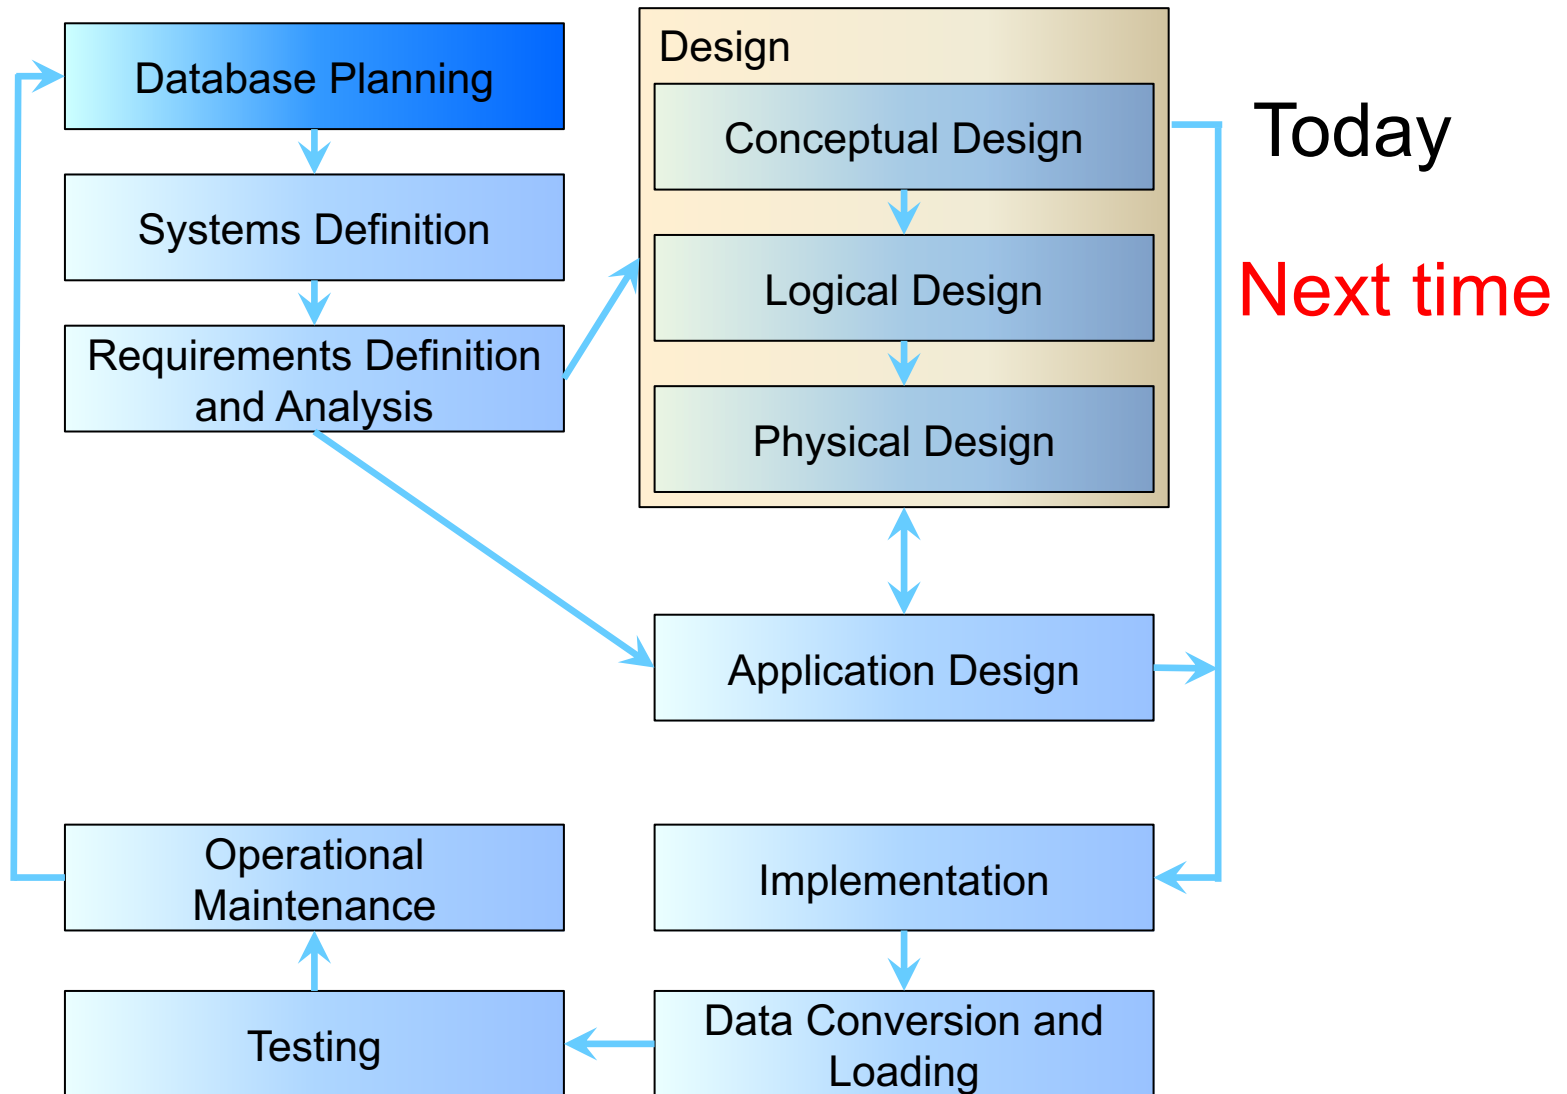 Database Planning
Systems Definition
Requirements Definition
and Analysis
Design
Conceptual Design
Logical Design
Physical Design
Today
Next time
Application Design
Operational
Maintenance
Implementation
Testing
Data Conversion and
Loading